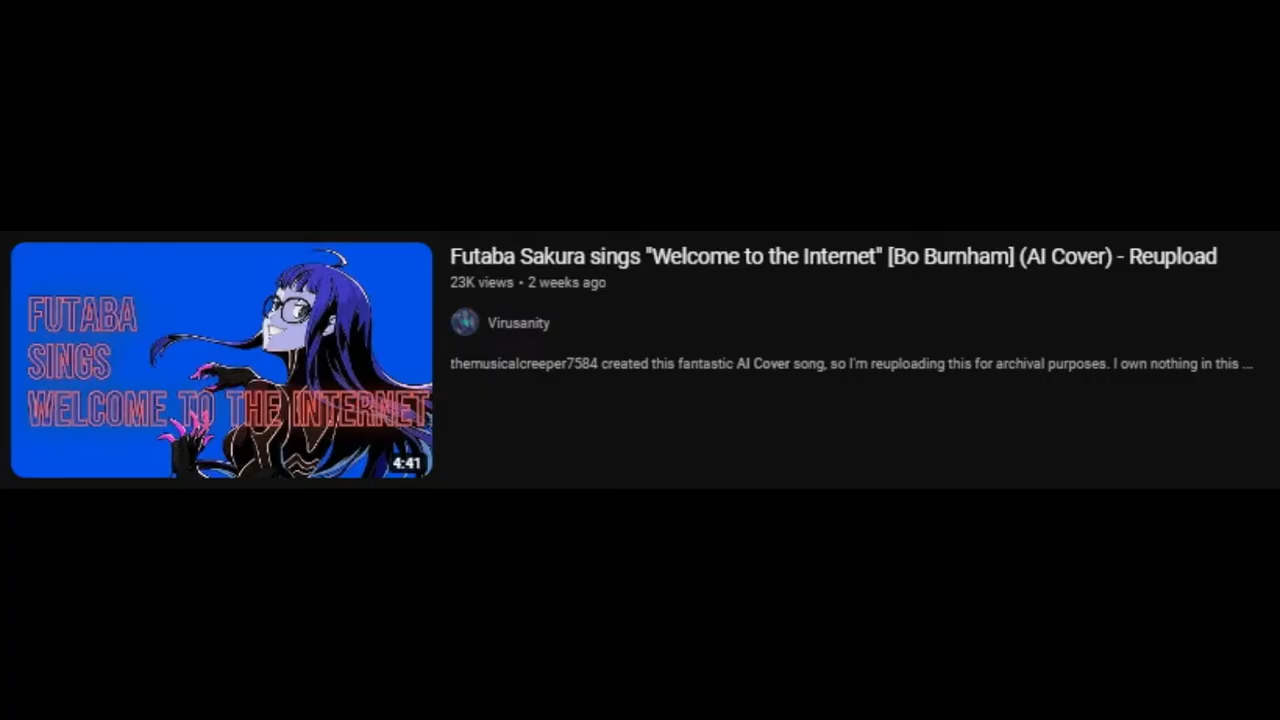 FUTABA
SINGS
WELCOME TO THE INTERNET
4:41
Futaba Sakura sings "Welcome to the Internet" [Bo Burnham] (AI Cover) - Reupload
23K views • 2 weeks ago
Virusanity
themusicalcreeper7584 created this fantastic AI Cover song, so I'm reuploading this for archival purposes. I own nothing in this ...